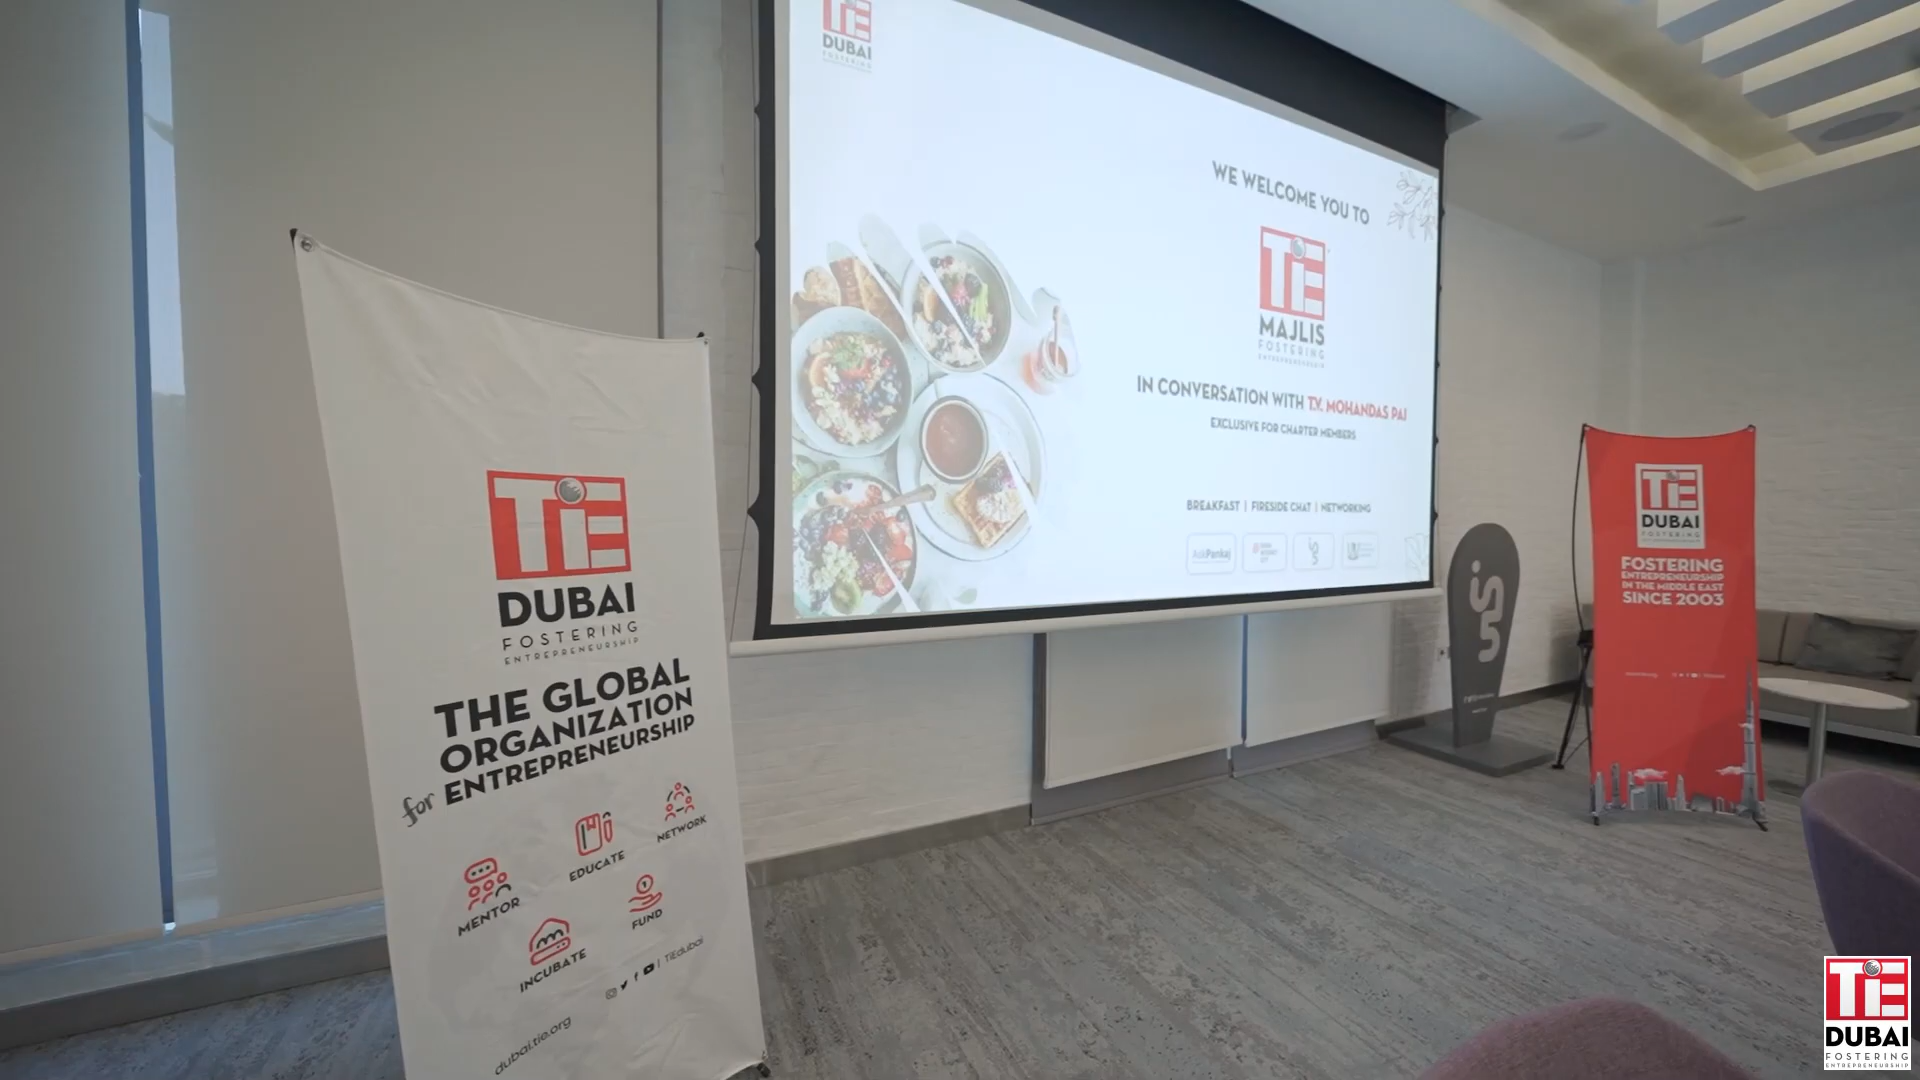 TiE
DUBAI
FOSTERING
ENTREPRENEURSHIP
THE GLOBAL
ORGANIZATION
for ENTREPRENEURSHIP
MENTOR
EDUCATE
NETWORK
INCUBATE
FUND
TiEdubai
dubai.tie.org
TiE
DUBAI
FOSTERING
WE WELCOME YOU TO
TiE
MAJLIS
FOSTERING
ENTREPRENEURSHIP
IN CONVERSATION WITH T.V. MOHANDAS PAI
EXCLUSIVE FOR CHARTER MEMBERS
BREAKFAST | FIRESIDE CHAT | NETWORKING
AskPankaj
TiE
DUBAI
FOSTERING
FOSTERING
ENTREPRENEURSHIP
IN THE MIDDLE EAST
SINCE 2003
TiE
DUBAI
FOSTERING
ENTREPRENEURSHIP